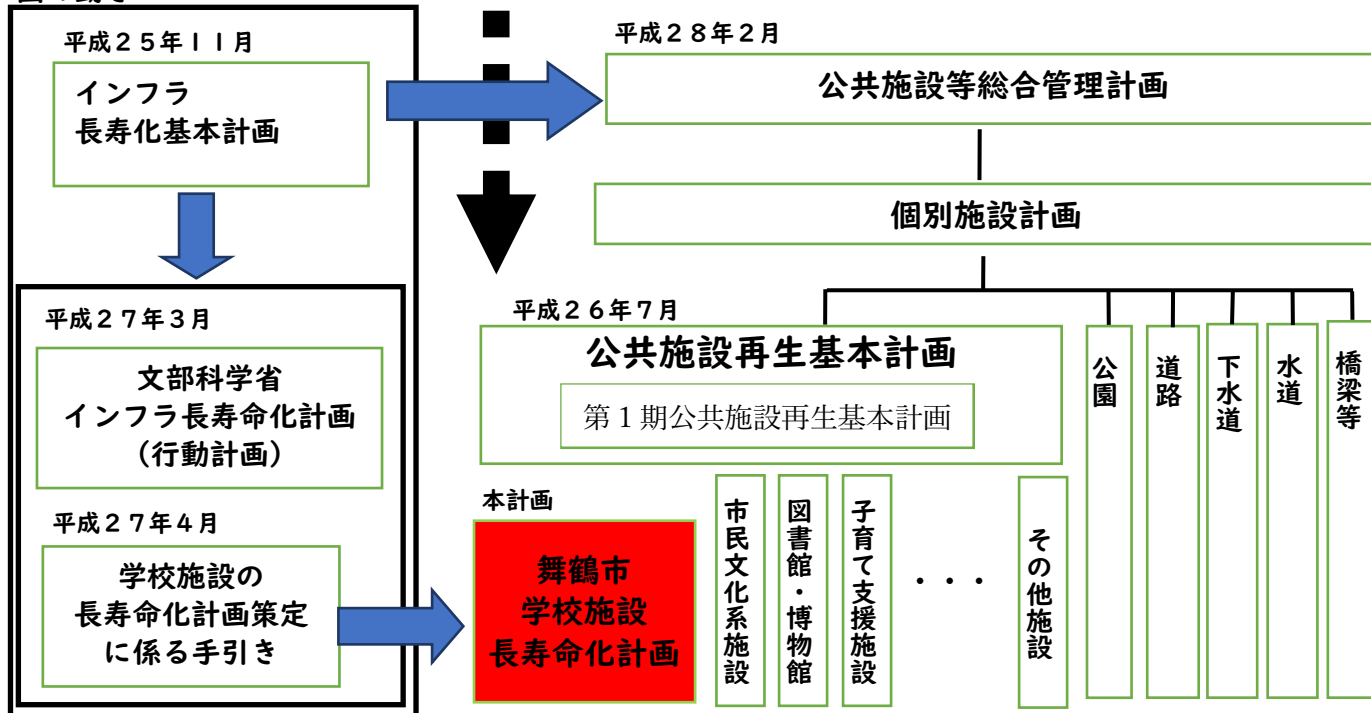 平成２５年１１月
インフラ
長寿化基本計画
平成２７年３月
文部科学省
インフラ長寿命化計画
（行動計画）
平成２７年４月
学校施設の
長寿命化計画策定
に係る手引き
平成２８年２月
公共施設等総合管理計画
個別施設計画
平成２６年７月
公共施設再生基本計画
第１期公共施設再生基本計画
公園
道路
下水道
水道
橋梁等
本計画
舞鶴市
学校施設
長寿命化計画
市民文化系施設
図書館・博物館
子育て支援施設
・・・
その他施設